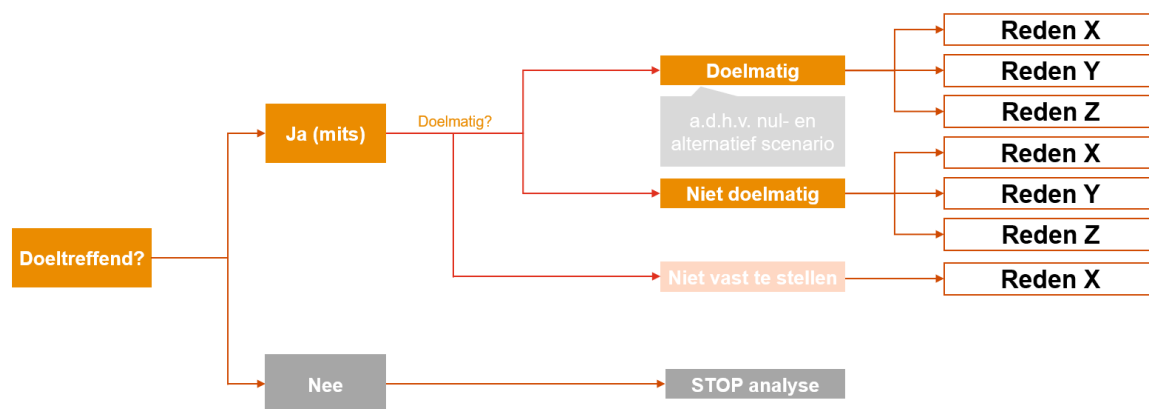 Doeltreffend?
Ja (mits)
Nee
Doelmatig?
Doelmatig
a.d.h.v. nul- en
alternatief scenario
Niet doelmatig
Niet vast te stellen
STOP analyse
Reden X
Reden Y
Reden Z
Reden X
Reden Y
Reden Z
Reden X